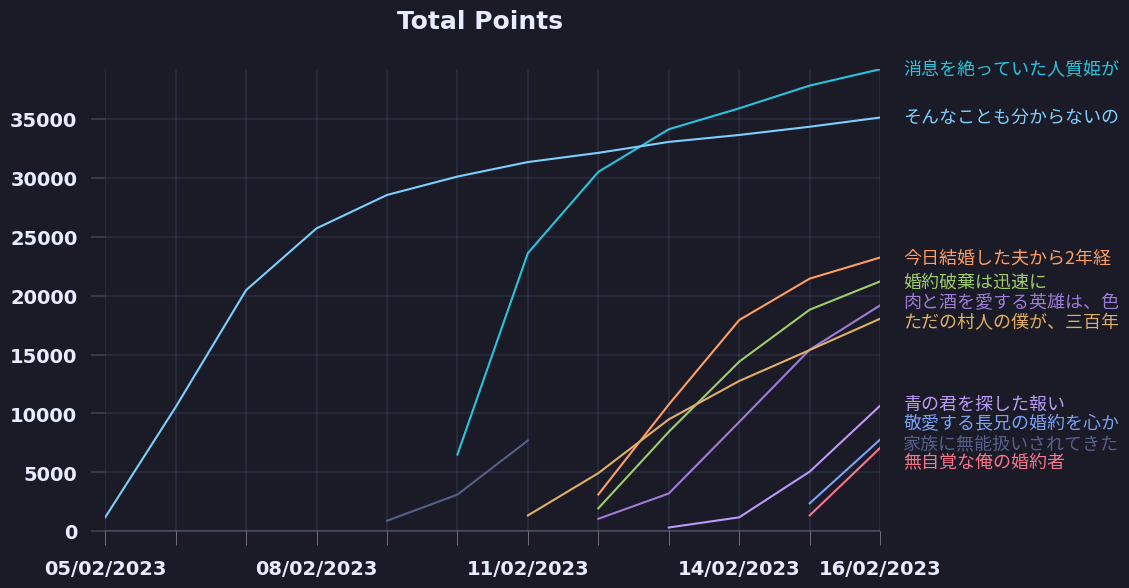 Total Points
消息を絶っていた人質姫が
35000
そんなことも分からないの
30000
25000
今日結婚した夫から2年経
婚約破棄は迅速に
20000
肉と酒を愛する英雄は、色
ただの村人の僕が、三百年
15000
10000
青の君を探した報い
敬愛する長兄の婚約を心か
家族に無能扱いされてきた
5000
無自覚な俺の婚約者
0
05/02/2023
08/02/2023
11/02/2023
14/02/2023
16/02/2023